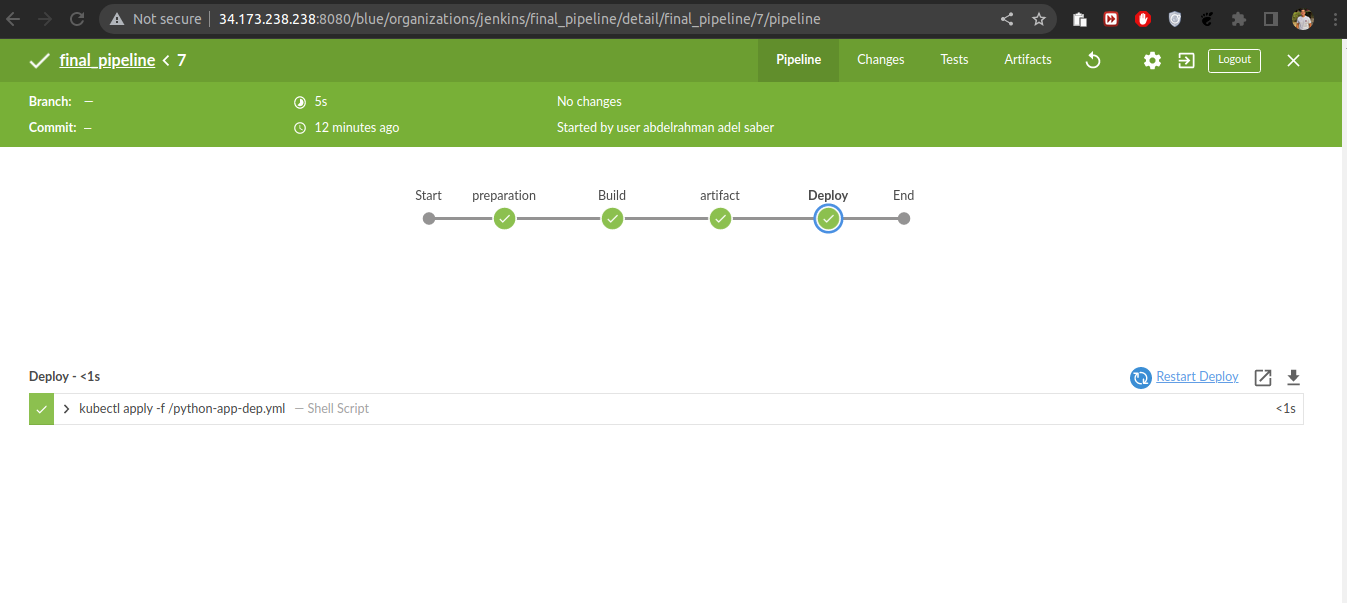 Not secure 34.173.238.238:8080/blue/organizations/jenkins/final_pipeline/detail/final_pipeline/7/pipeline
final_pipeline < 7 Pipeline Changes Tests Artifacts Logout
Branch: — 5s No changes
Commit: — 12 minutes ago Started by user abdelrahman adel saber
Start preparation Build artifact Deploy End
Deploy - <1s Restart Deploy
kubectl apply -f /python-app-dep.yml — Shell Script <1s